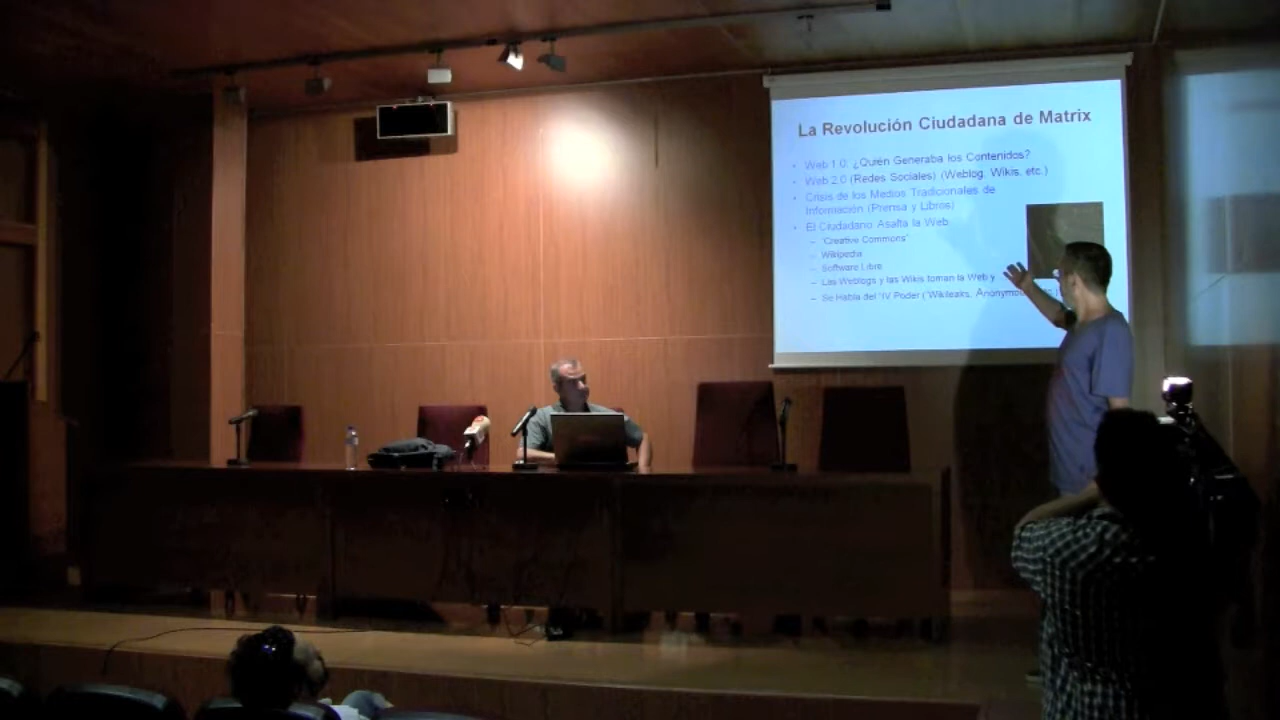 La Revolución Ciudadana de Matrix
• Web 1.0. ¿Quién Generaba los Contenidos?
• Web 2.0 (Redes Sociales) (Weblog, Wikis, etc.)
• Crisis de los Medios Tradicionales de
Información (Prensa y Libros)
• El Ciudadano Asalta la Web
– "Creative Commons"
– Wikipedia
– Software Libre
– Las Weblogs y las Wikis toman la Web y
– Se Habla del "IV Poder ("Wikileaks, Anonymous